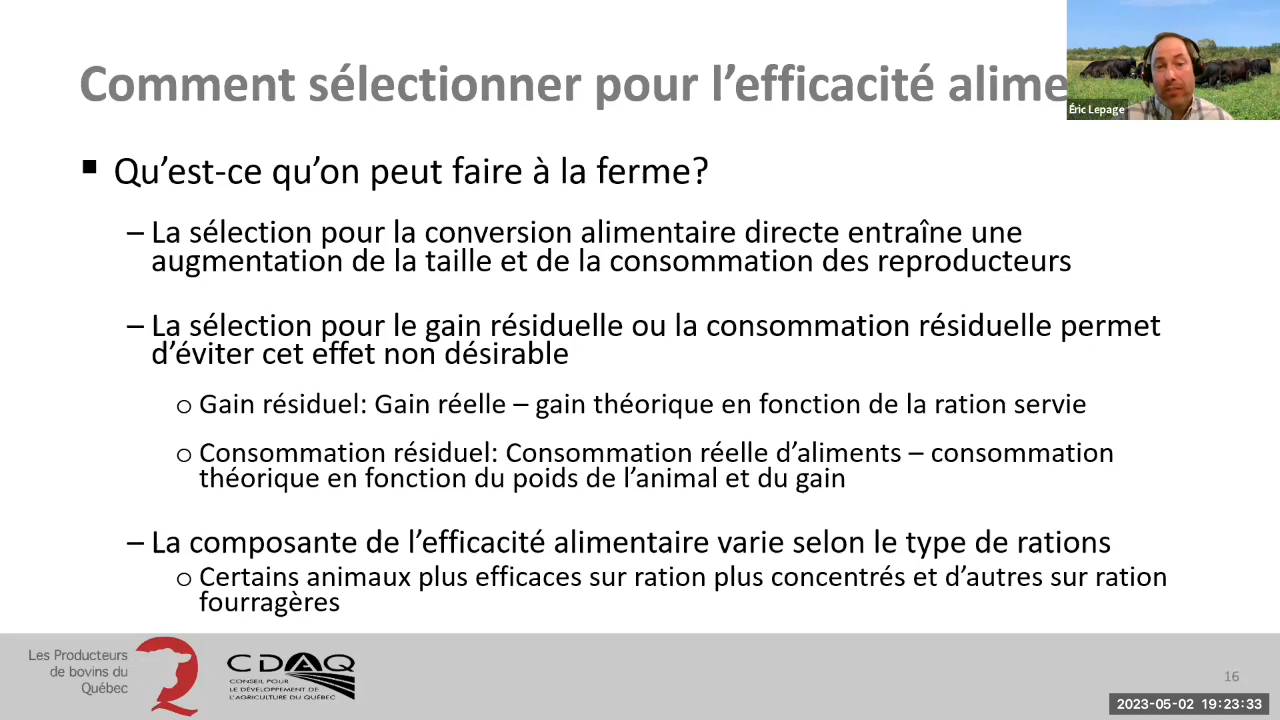 Comment sélectionner pour l’efficacité alime
Éric Lepage
▪ Qu’est-ce qu’on peut faire à la ferme?
– La sélection pour la conversion alimentaire directe entraîne une
augmentation de la taille et de la consommation des reproducteurs
– La sélection pour le gain résiduelle ou la consommation résiduelle permet
d’éviter cet effet non désirable
o Gain résiduel: Gain réelle – gain théorique en fonction de la ration servie
o Consommation résiduel: Consommation réelle d’aliments – consommation
théorique en fonction du poids de l’animal et du gain
– La composante de l’efficacité alimentaire varie selon le type de rations
o Certains animaux plus efficaces sur ration plus concentrés et d’autres sur ration
fourragères
Les Producteurs
de bovins du
Québec
CDAQ
CONSEIL POUR
LE DÉVELOPPEMENT DE
L’AGRICULTURE DU QUÉBEC
16
2023-05-02 19:23:33